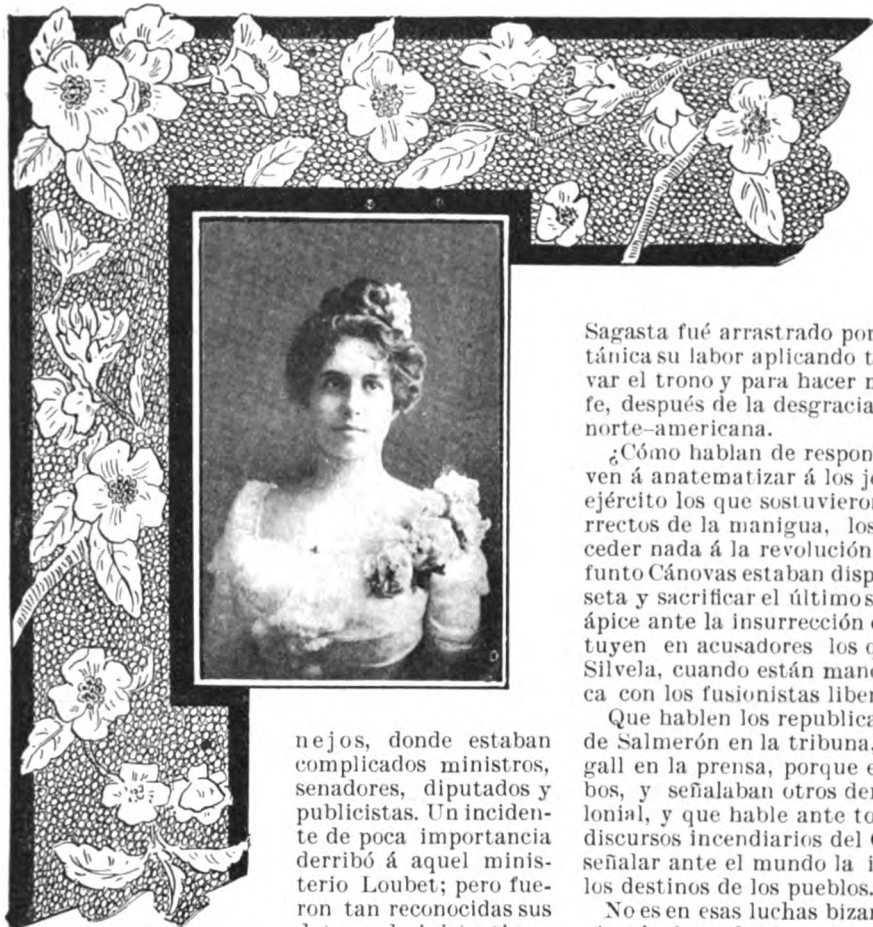 nejos, donde estaban
complicados ministros,
senadores, diputados y
publicistas. Un inciden-
te de poca importancia
derribó á aquel minis-
terio Loubet; pero fue-
ron tan reconocidas sus
Sagasta fué arrastrado por
tánica su labor aplicando t
var el trono y para hacer
fe, después de la desgracia
norte-americana.
¿Cómo hablan de respon
ven á anatematizar á los je
ejército los que sostuvieron
rrectos de la manigua, los
ceder nada á la revolución
funto Cánovas estaban disp
seta y sacrificar el último s
ápice ante la insurrección
tuyen en acusadores los
Silvela, cuando están
ca con los fusionistas liber
Que hablen los republica
de Salmerón en la tribuna,
gall en la prensa, porque e
bos, y señalaban otros der
lonial, y que hable ante to
discursos incendiarios del
señalar ante el mundo la i
los destinos de los pueblos.
No es en esas luchas bizar